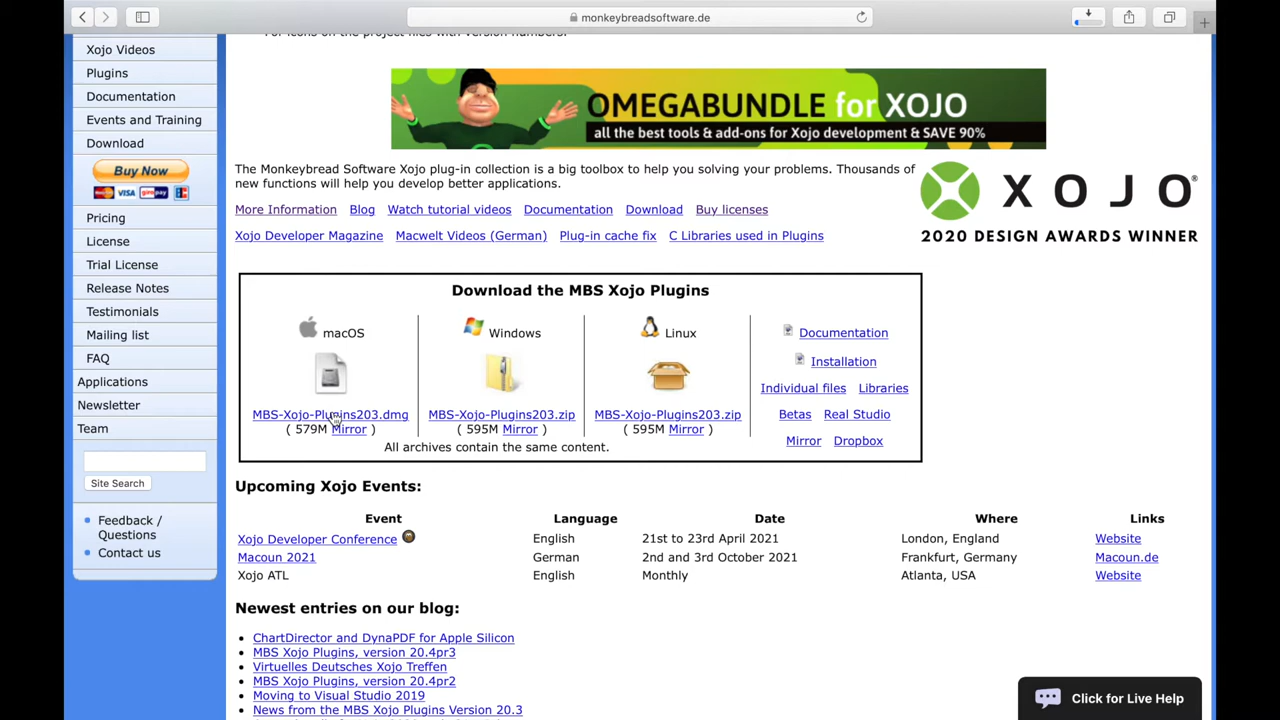 monkeybreadsoftware.de
For icons on the project files with version numbers.
Xojo Videos
Plugins
Documentation
Events and Training
Download
Buy Now
VISA
Pricing
License
Trial License
Release Notes
Testimonials
Mailing list
FAQ
Applications
Newsletter
Team
Site Search
Feedback /
Questions
Contact us
OMEGABUNDLE for XOJO
all the best tools & add-ons for Xojo development & SAVE 90%
The Monkeybread Software Xojo plug-in collection is a big toolbox to help you solving your problems. Thousands of
new functions will help you develop better applications.
More Information Blog Watch tutorial videos Documentation Download Buy licenses
Xojo Developer Magazine Macwelt Videos (German) Plug-in cache fix C Libraries used in Plugins
XOJO®
2020 DESIGN AWARDS WINNER
Download the MBS Xojo Plugins
macOS
MBS-Xojo-Plugins203.dmg
( 579M Mirror )
Windows
MBS-Xojo-Plugins203.zip
( 595M Mirror )
Linux
MBS-Xojo-Plugins203.zip
( 595M Mirror )
All archives contain the same content.
Documentation
Installation
Individual files Libraries
Betas Real Studio
Mirror Dropbox
Upcoming Xojo Events:
Event Language Date Where Links
Xojo Developer Conference English 21st to 23rd April 2021 London, England Website
Macoun 2021 German 2nd and 3rd October 2021 Frankfurt, Germany Macoun.de
Xojo ATL English Monthly Atlanta, USA Website
Newest entries on our blog:
ChartDirector and DynaPDF for Apple Silicon
MBS Xojo Plugins, version 20.4pr3
Virtuelles Deutsches Xojo Treffen
MBS Xojo Plugins, version 20.4pr2
Moving to Visual Studio 2019
News from the MBS Xojo Plugins Version 20.3
Click for Live Help